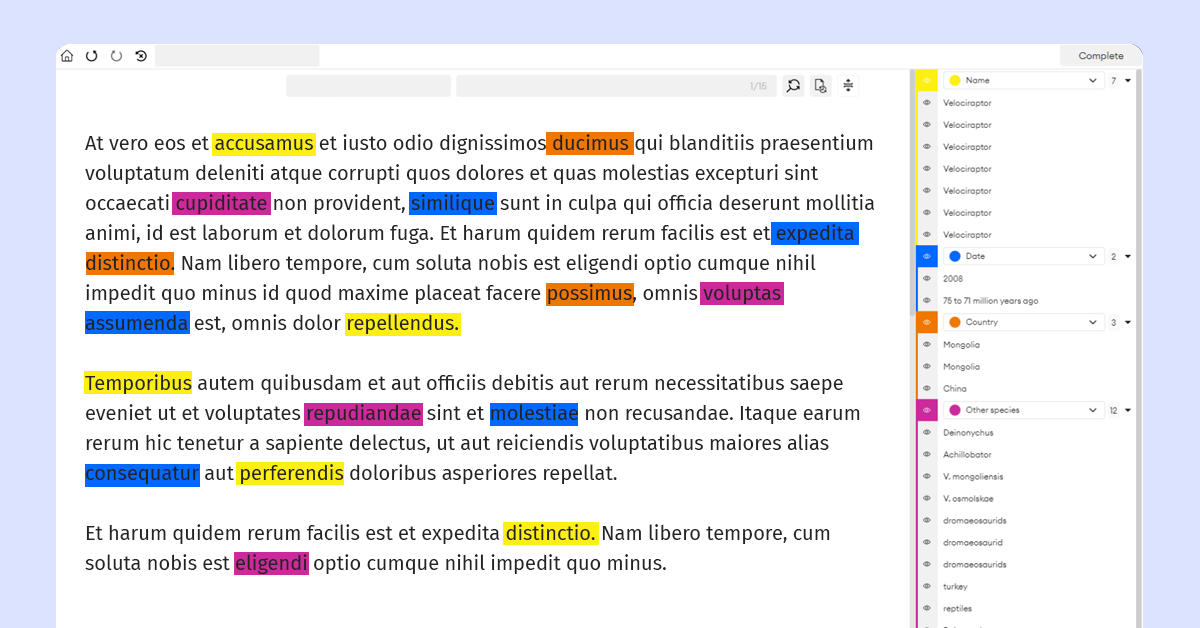 Complete
1/15
At vero eos et accusamus et iusto odio dignissimos ducimus qui blanditiis praesentium
voluptatum deleniti atque corrupti quos dolores et quas molestias excepturi sint
occaecati cupiditate non provident, similique sunt in culpa qui officia deserunt mollitia
animi, id est laborum et dolorum fuga. Et harum quidem rerum facilis est et expedita
distinctio. Nam libero tempore, cum soluta nobis est eligendi optio cumque nihil
impedit quo minus id quod maxime placeat facere possimus, omnis voluptas
assumenda est, omnis dolor repellendus.
Temporibus autem quibusdam et aut officiis debitis aut rerum necessitatibus saepe
eveniet ut et voluptates repudiandae sint et molestiae non recusandae. Itaque earum
rerum hic tenetur a sapiente delectus, ut aut reiciendis voluptatibus maiores alias
consequatur aut perferendis doloribus asperiores repellat.
Et harum quidem rerum facilis est et expedita distinctio. Nam libero tempore, cum
soluta nobis est eligendi optio cumque nihil impedit quo minus.
Name 7
Velociraptor
Velociraptor
Velociraptor
Velociraptor
Velociraptor
Velociraptor
Velociraptor
Date 2
2008
75 to 71 million years ago
Country 3
Mongolia
Mongolia
China
Other species 12
Deinonychus
Achillobator
V. mongoliensis
V. osmolskae
dromaeosaurids
dromaeosaurid
dromaeosaurids
turkey
reptiles